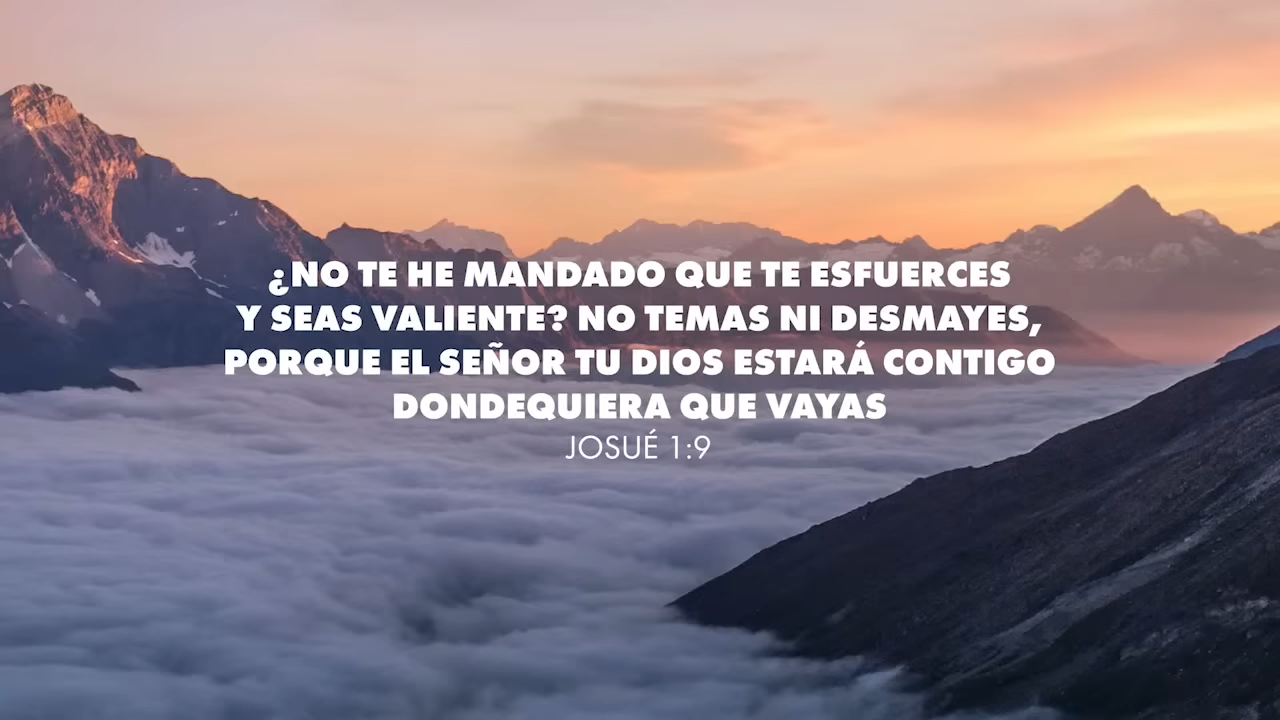 ¿NO TE HE MANDADO QUE TE ESFUERCES
Y SEAS VALIENTE? NO TEMAS NI DESMAYES,
PORQUE EL SEÑOR TU DIOS ESTARÁ CONTIGO
DONDEQUIERA QUE VAYAS
JOSUÉ 1:9